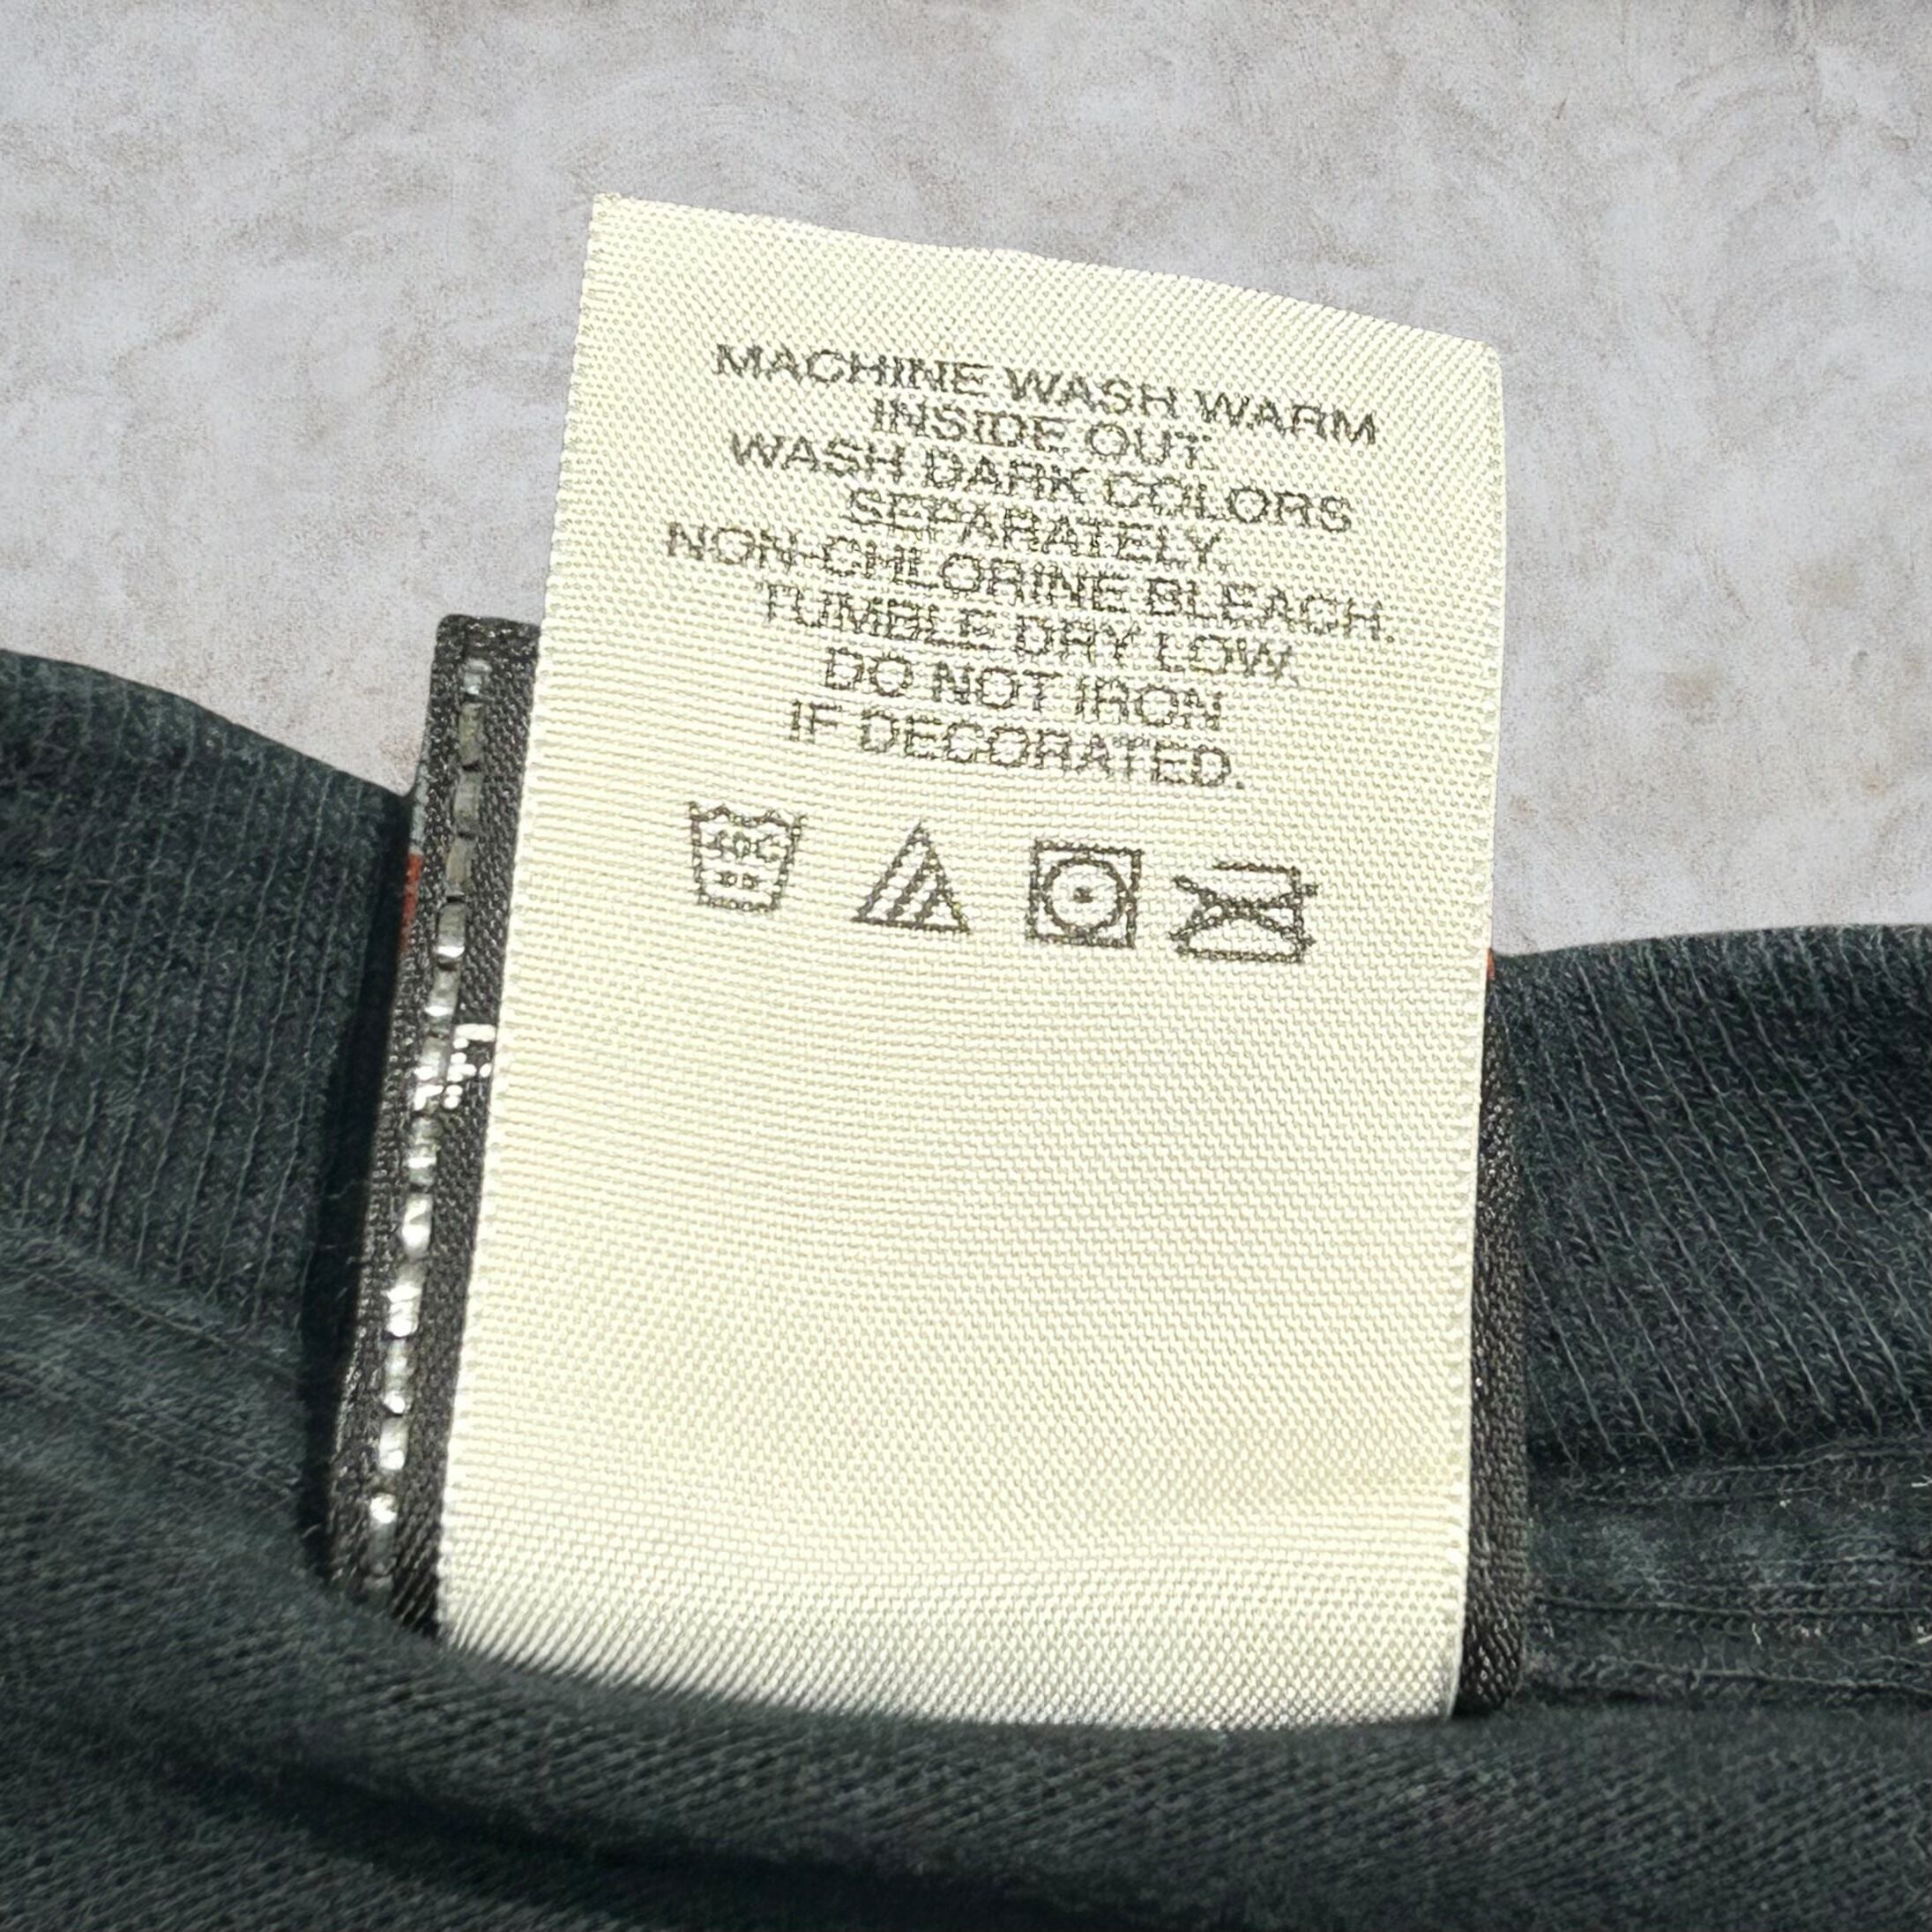 MACHINE WASH WARM
INSIDE OUT.
WASH DARK COLORS
SEPARATELY.
NON-CHLORINE BLEACH.
TUMBLE DRY LOW.
DO NOT IRON
IF DECORATED.
40C